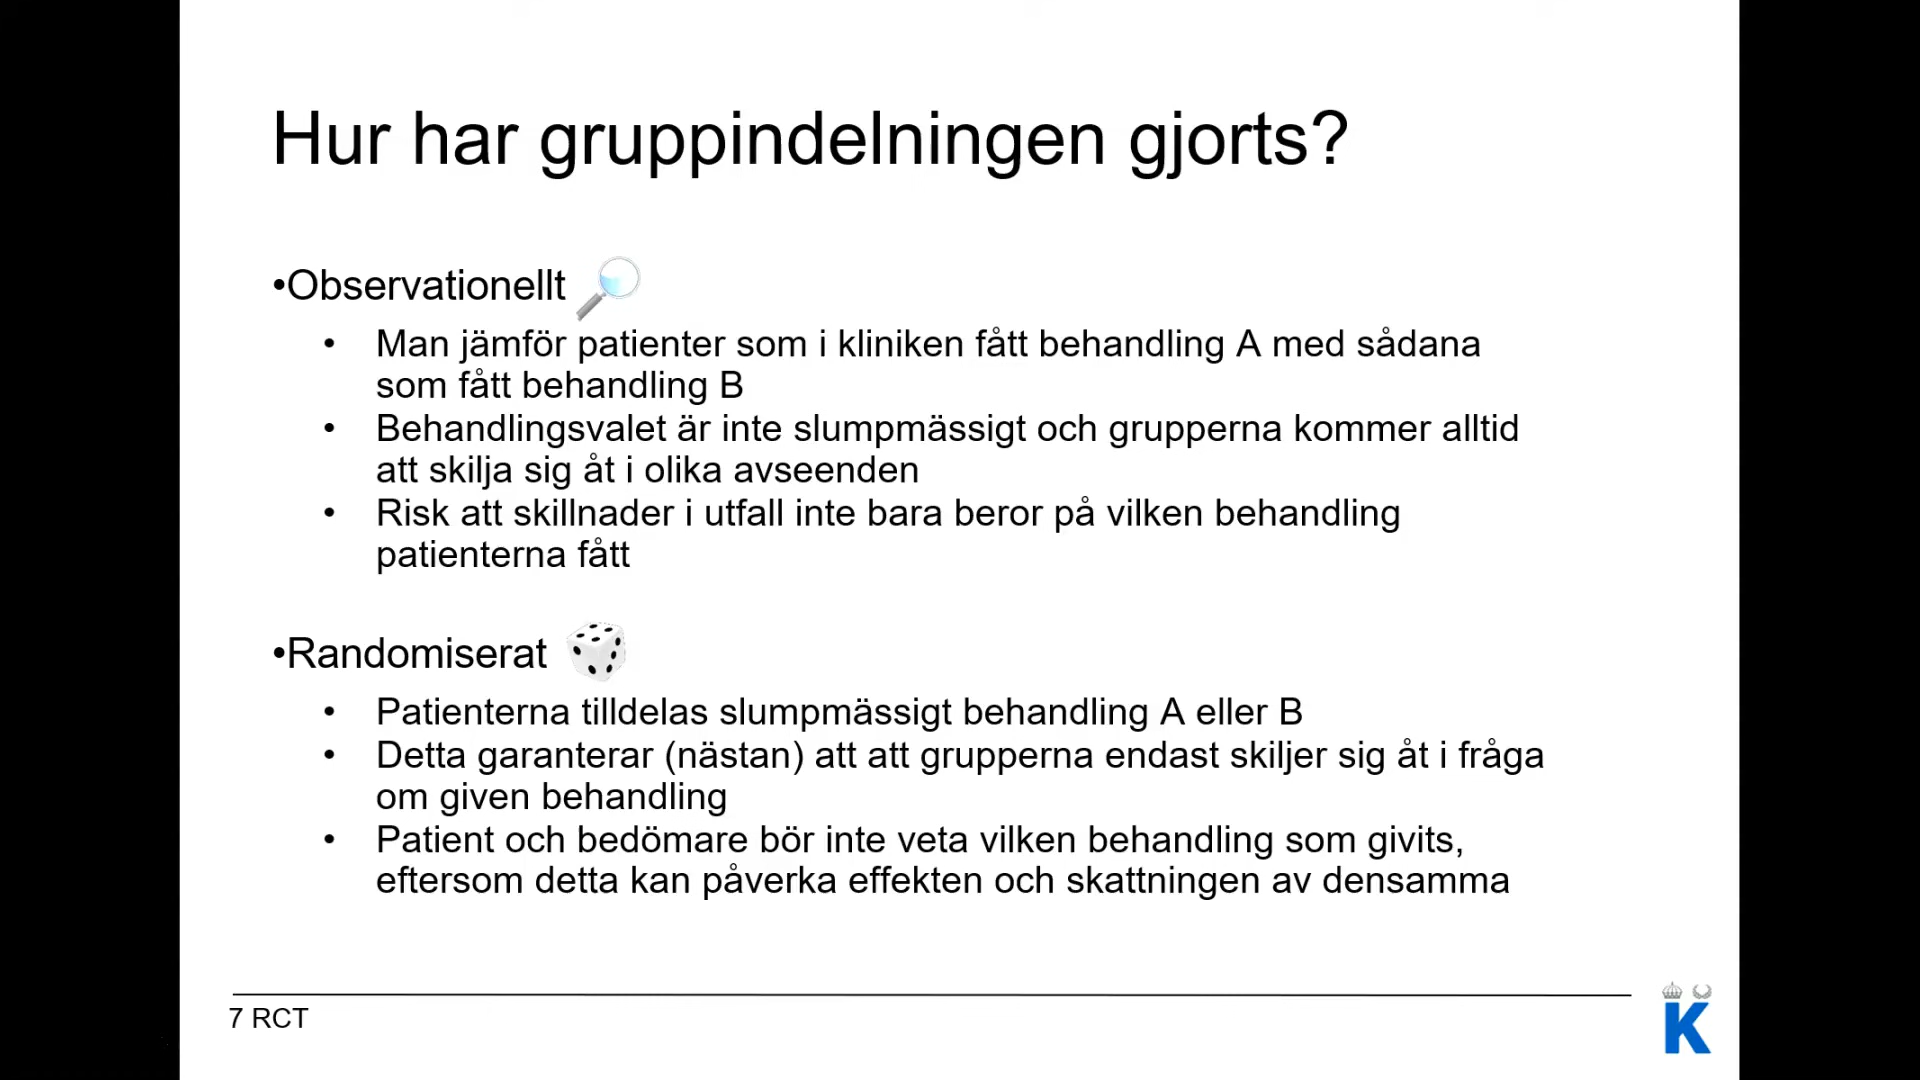 Hur har gruppindelningen gjorts?
•Observationellt
• Man jämför patienter som i kliniken fått behandling A med sådana
som fått behandling B
• Behandlingsvalet är inte slumpmässigt och grupperna kommer alltid
att skilja sig åt i olika avseenden
• Risk att skillnader i utfall inte bara beror på vilken behandling
patienterna fått
•Randomiserat
• Patienterna tilldelas slumpmässigt behandling A eller B
• Detta garanterar (nästan) att att grupperna endast skiljer sig åt i fråga
om given behandling
• Patient och bedömare bör inte veta vilken behandling som givits,
eftersom detta kan påverka effekten och skattningen av densamma
7 RCT
K